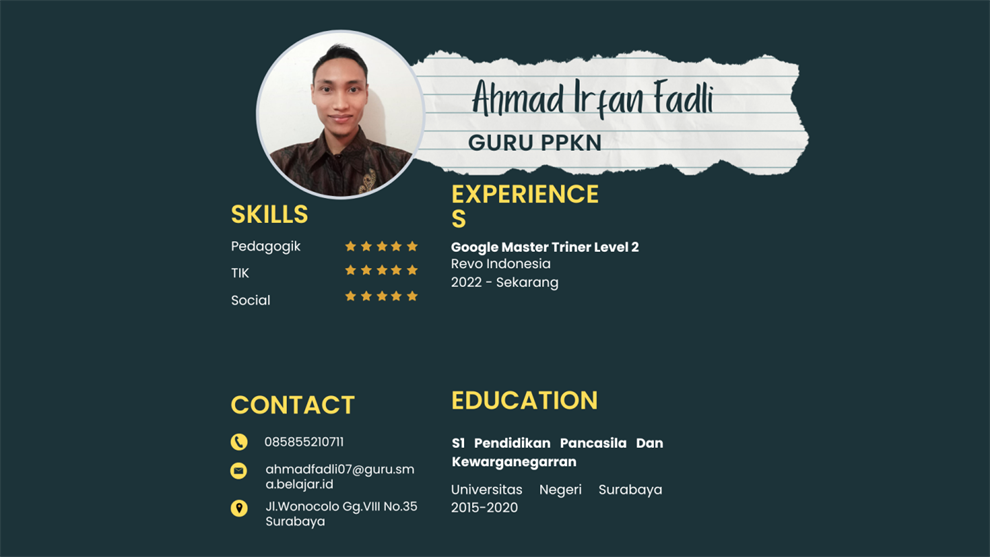 Ahmad Irfan Fadli
GURU PPKN
SKILLS
Pedagogik
TIK
Social
EXPERIENCE
S
Google Master Triner Level 2
Revo Indonesia
2022 - Sekarang
CONTACT
085855210711
ahmadfadli07@guru.sm
a.belajar.id
Jl.Wonocolo Gg.VIII No.35
Surabaya
EDUCATION
S1 Pendidikan Pancasila Dan
Kewarganegarran
Universitas Negeri Surabaya
2015-2020